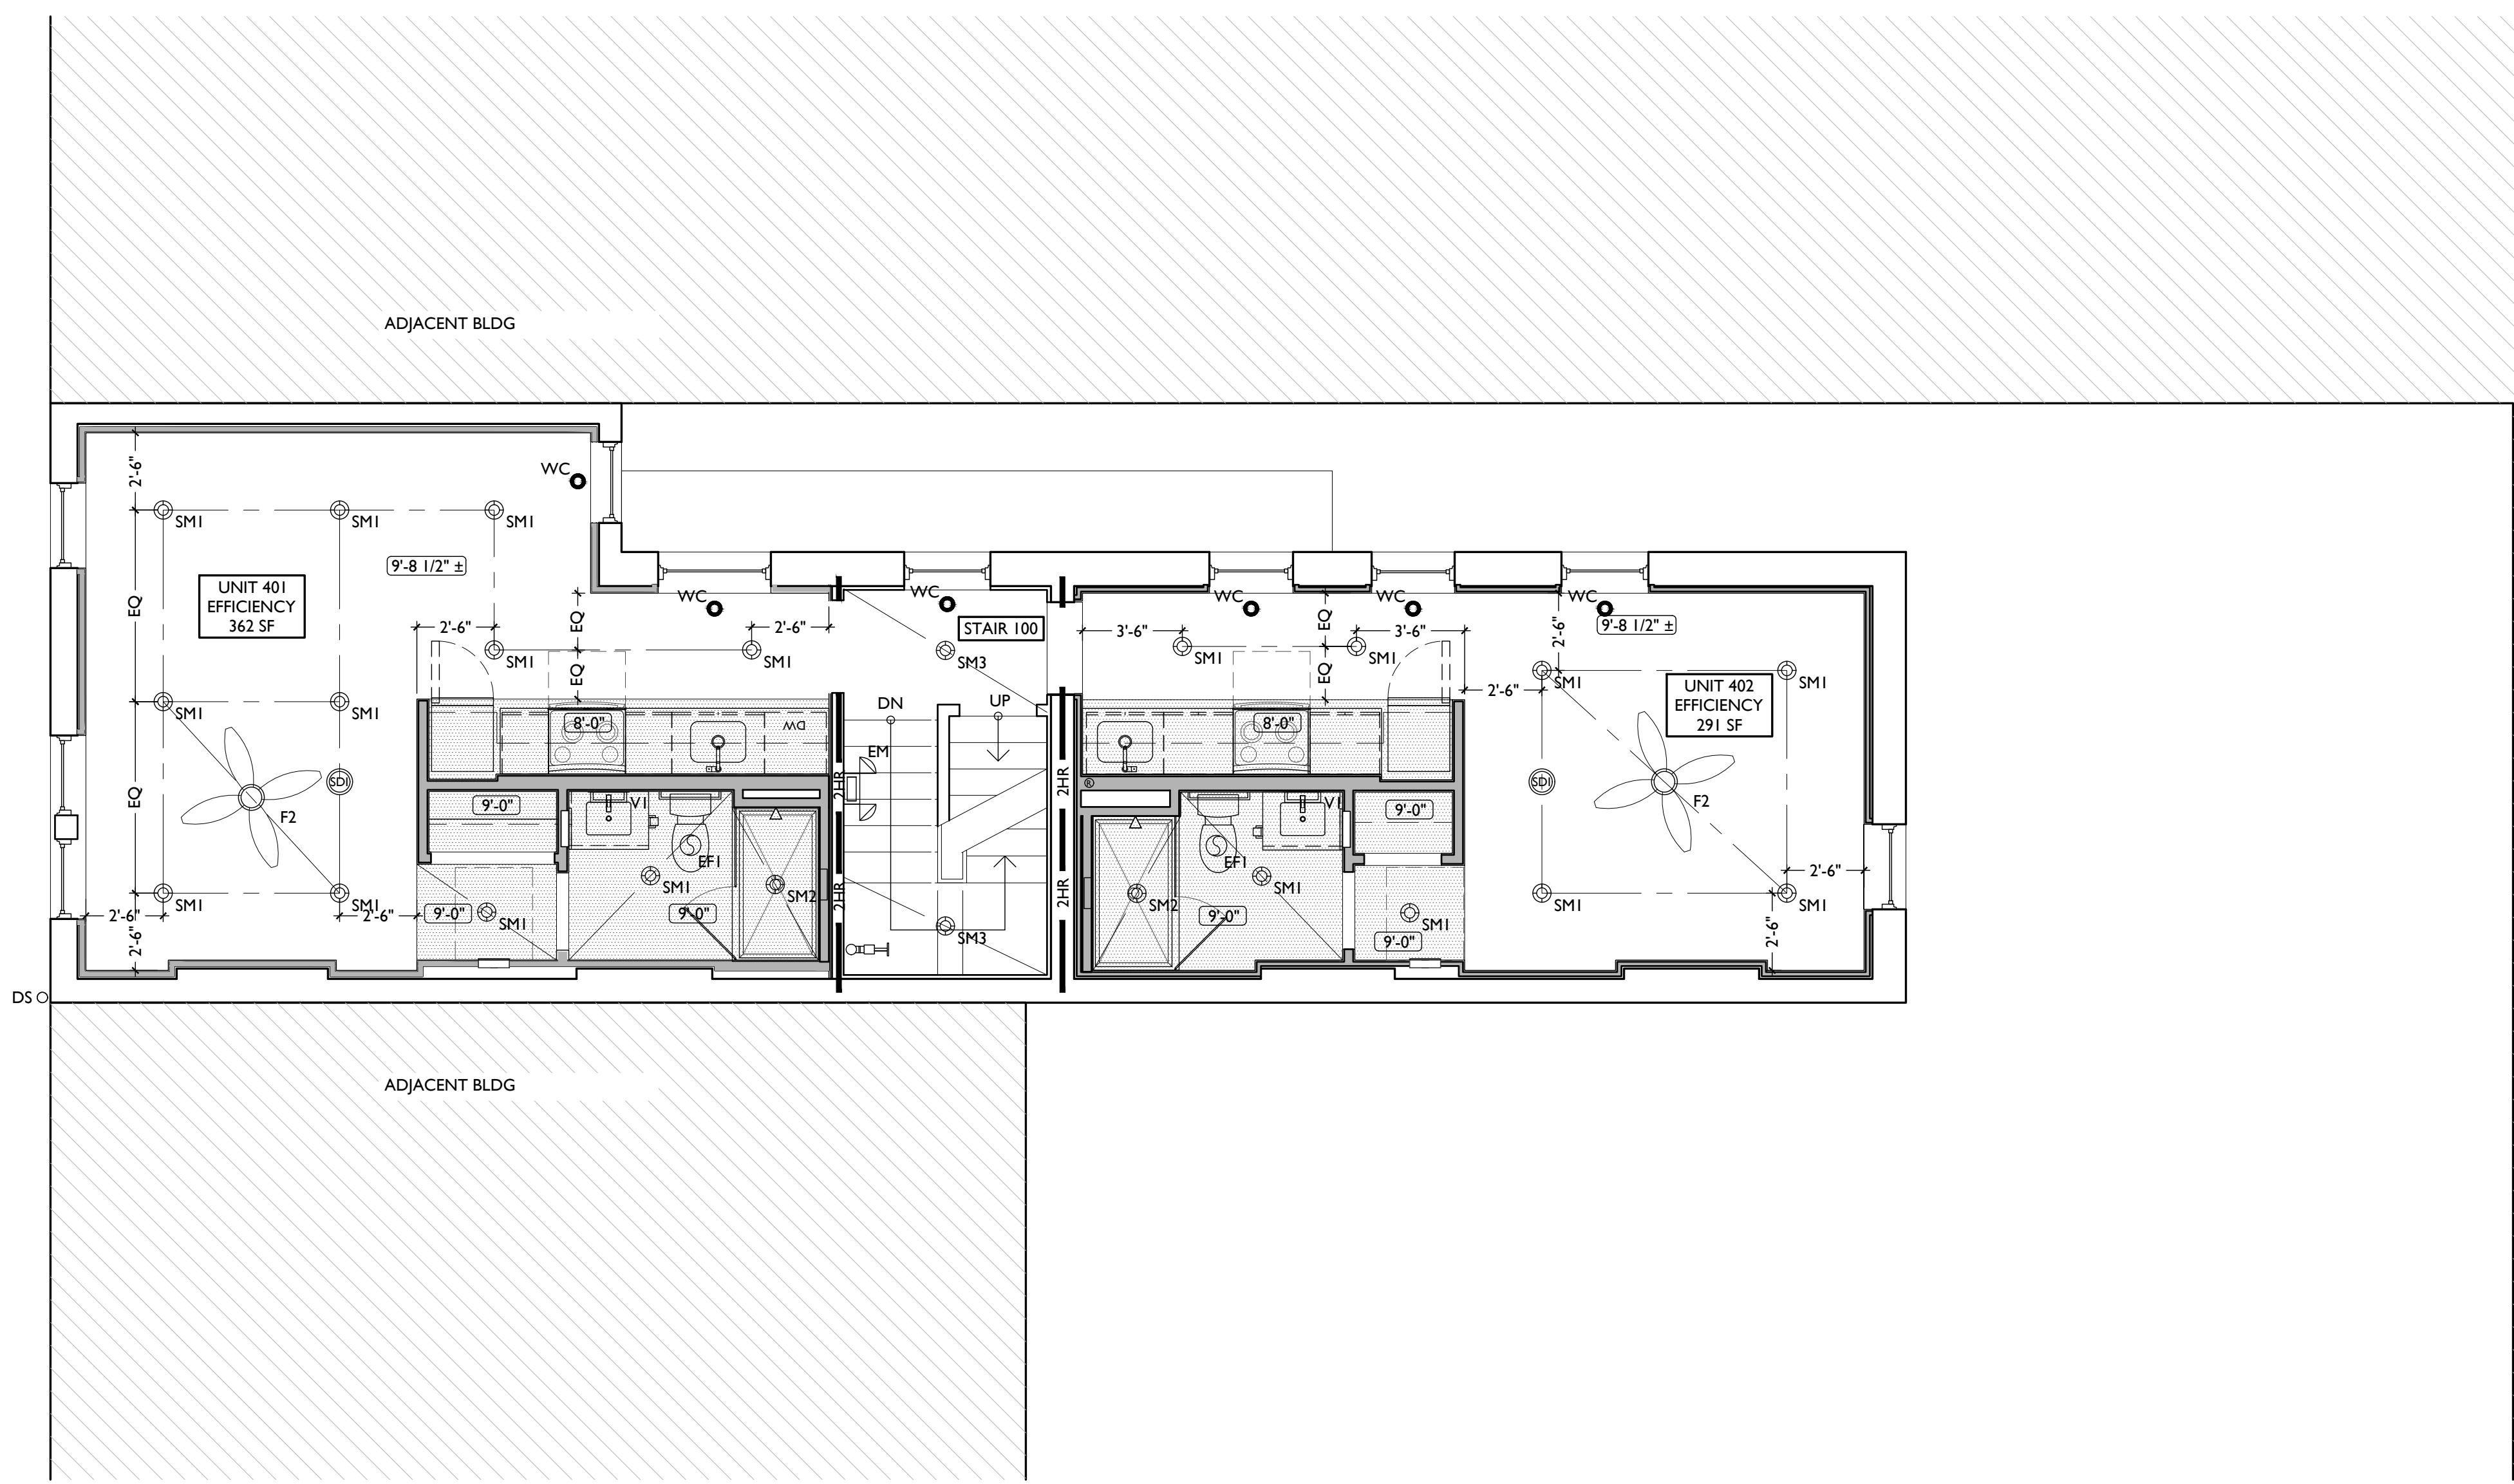 ADJACENT BLDG
WC
2'-6"
SM1
SM1
SM1
9'-8 1/2" ±
UNIT 401
EFFICIENCY
362 SF
EQ
WC
WC
WC
WC
WC
9'-8 1/2" ±
STAIR 100
2'-6"
EQ
2'-6"
3'-6"
EQ
3'-6"
2'-6"
SM1
SM1
SM3
SM1
SM1
EQ
EQ
SM1
SM1
2'-6"
UNIT 402
EFFICIENCY
291 SF
SM1
SM1
DN
UP
8'-0"
DW
8'-0"
EM
SD1
SD1
2HR
2HR
EQ
F2
F2
9'-0"
V1
®
V1
9'-0"
EF1
EF1
SM1
SM1
2'-6"
SM2
SM2
2HR
2HR
SM1
SM1
2'-6"
2'-6"
9'-0"
SM1
9'-0"
9'-0"
SM1
SM1
SM1
2'-6"
SM3
9'-0"
2'-6"
DS
ADJACENT BLDG